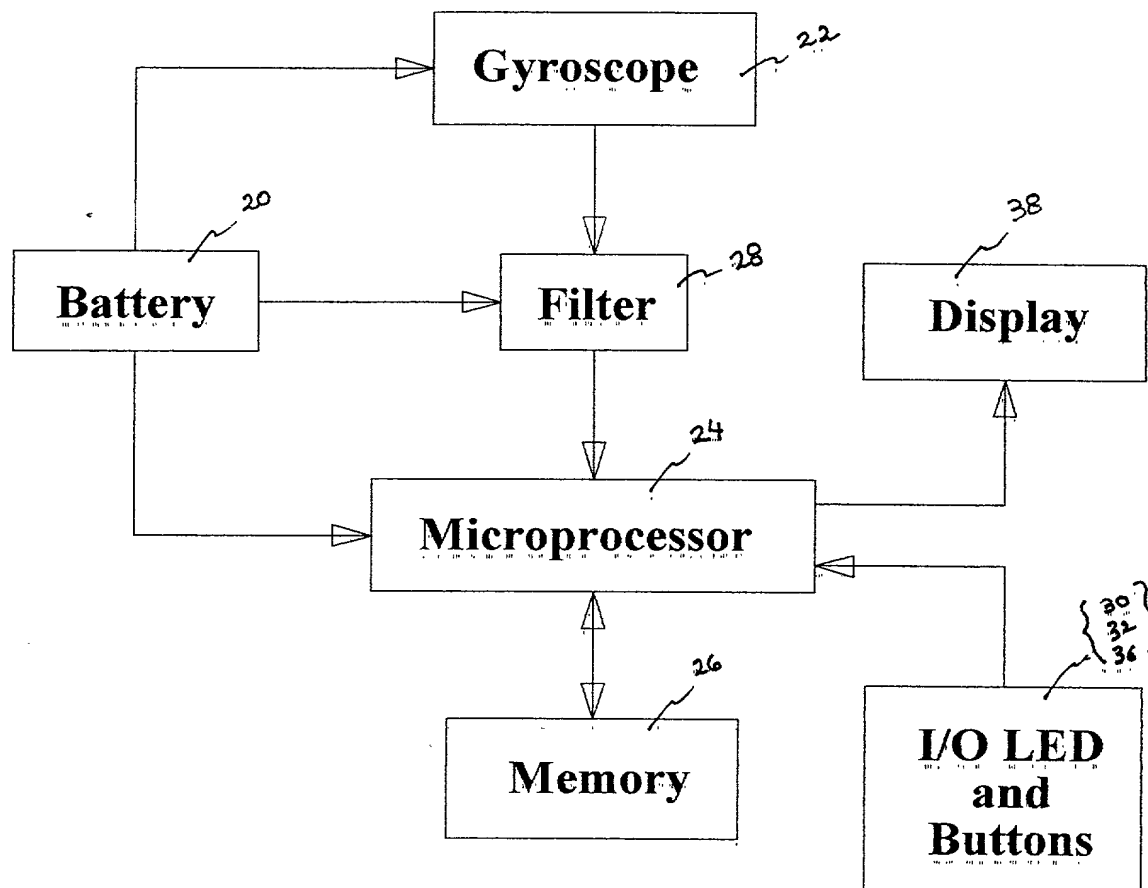 Gyroscope
22
20
Battery
Filter
28
38
Display
24
Microprocessor
26
Memory
30
32
36
I/O LED
and
Buttons